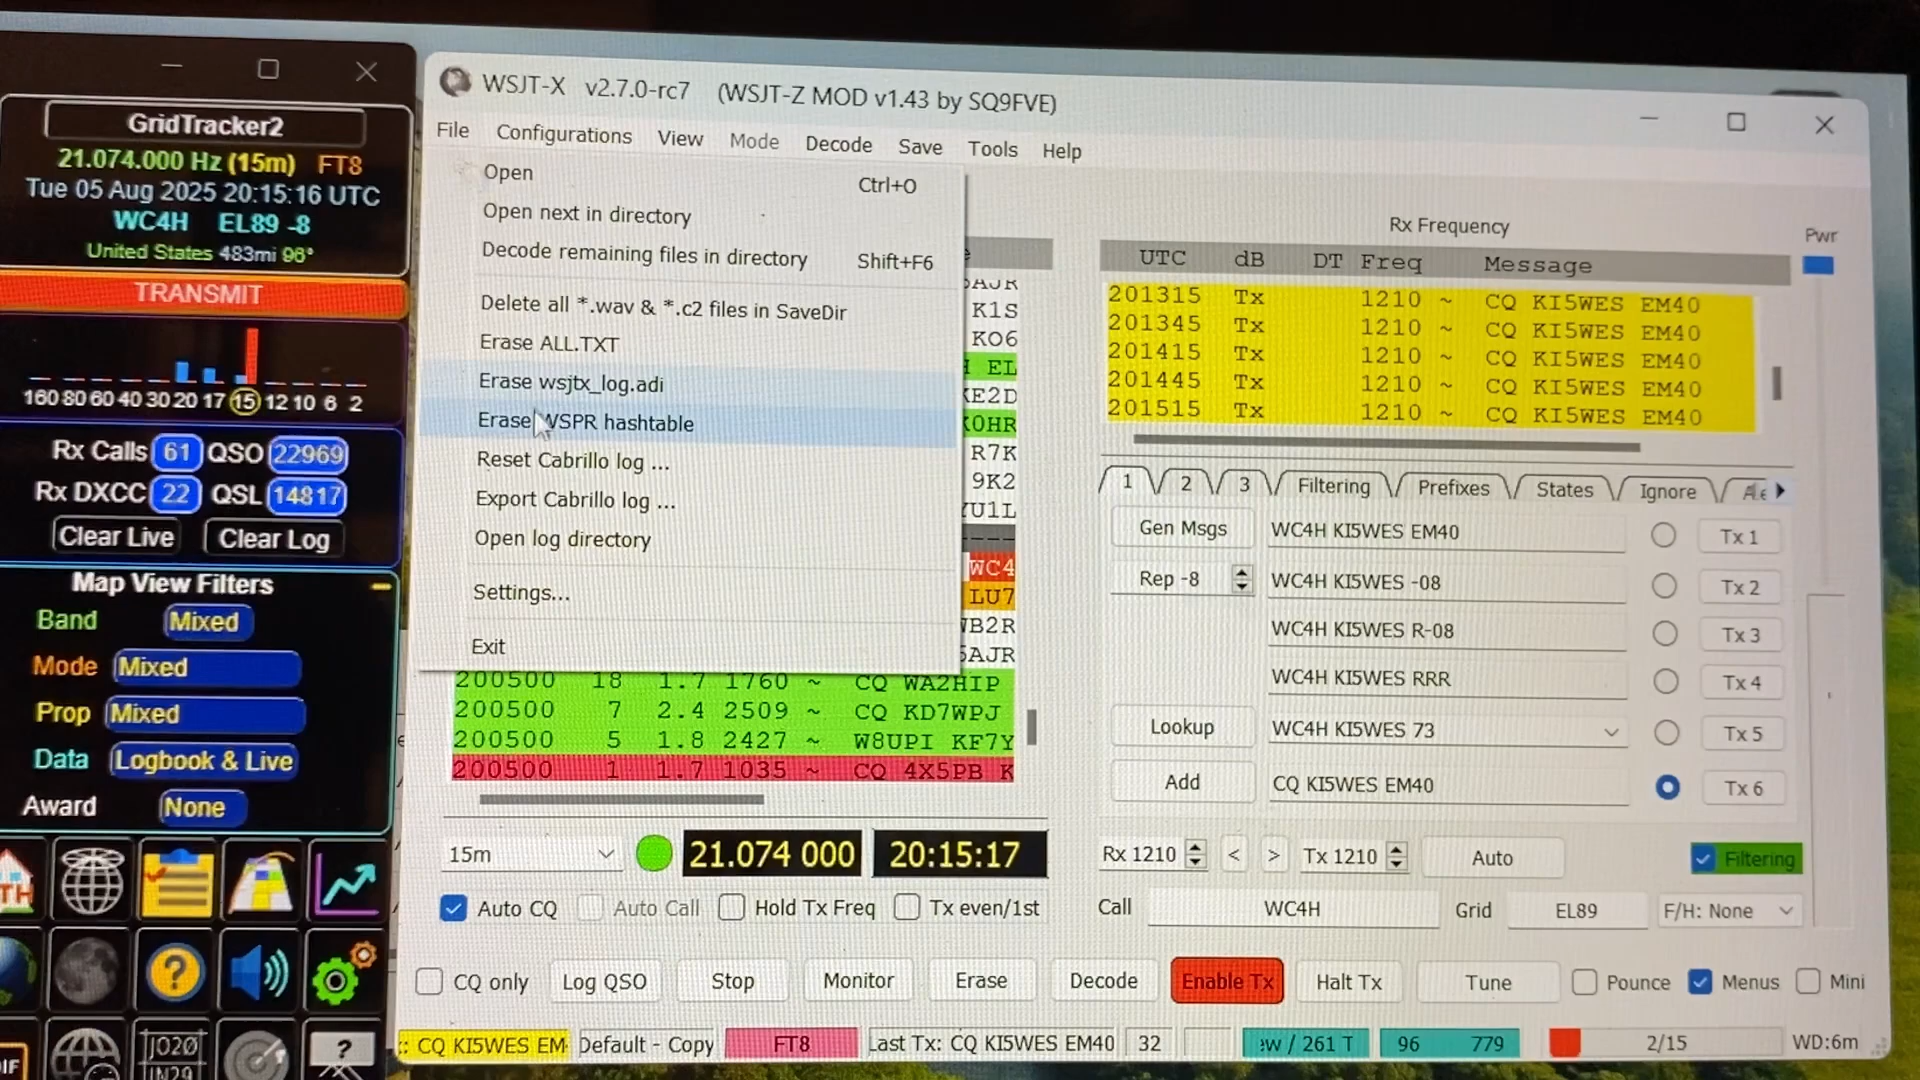 GridTracker2
21.074.000 Hz (15m) FT8
Tue 05 Aug 2025 20:15:16 UTC
WC4H EL89 -8
United States 483mi 96°
TRANSMIT
160 80 60 40 30 20 17 15 12 10 6 2
Rx Calls 61 QSO 22969
Rx DXCC 22 QSL 14817
Clear Live Clear Log
Map View Filters
Band Mixed
Mode Mixed
Prop Mixed
Data Logbook & Live
Award None
JO20
WSJT-X v2.7.0-rc7 (WSJT-Z MOD v1.43 by SQ9FVE)
File Configurations View Mode Decode Save Tools Help
Open Ctrl+O
Open next in directory
Decode remaining files in directory Shift+F6
Delete all *.wav & *.c2 files in SaveDir
Erase ALL.TXT
Erase wsjtx_log.adi
Erase WSPR hashtable
Reset Cabrillo log ...
Export Cabrillo log ...
Open log directory
Settings...
Exit
K1S
KO6
EL
KE2D
K0HR
R7K
9K2
YU1L
WC4
LU7
WB2R
5AJR
200500 18 1.7 1760 ~ CQ WA2HIP
200500 7 2.4 2509 ~ CQ KD7WPJ
200500 5 1.8 2427 ~ W8UPI KF7Y
200500 1 1.7 1035 ~ CQ 4X5PB K
Rx Frequency
UTC dB DT Freq Message
201315 Tx 1210 ~ CQ KI5WES EM40
201345 Tx 1210 ~ CQ KI5WES EM40
201415 Tx 1210 ~ CQ KI5WES EM40
201445 Tx 1210 ~ CQ KI5WES EM40
201515 Tx 1210 ~ CQ KI5WES EM40
Pwr
1 2 3 Filtering Prefixes States Ignore
Gen Msgs WC4H KI5WES EM40 Tx 1
Rep -8 WC4H KI5WES -08 Tx 2
WC4H KI5WES R-08 Tx 3
WC4H KI5WES RRR Tx 4
Lookup WC4H KI5WES 73 Tx 5
Add CQ KI5WES EM40 Tx 6
15m 21.074 000 20:15:17 Rx 1210 < > Tx 1210 Auto Filtering
Auto CQ Auto Call Hold Tx Freq Tx even/1st Call WC4H Grid EL89 F/H: None
CQ only Log QSO Stop Monitor Erase Decode Enable Tx Halt Tx Tune Pounce Menus Mini
: CQ KI5WES EM Default - Copy FT8 Last Tx: CQ KI5WES EM40 32 ew / 261 T 96 779 2/15 WD:6m